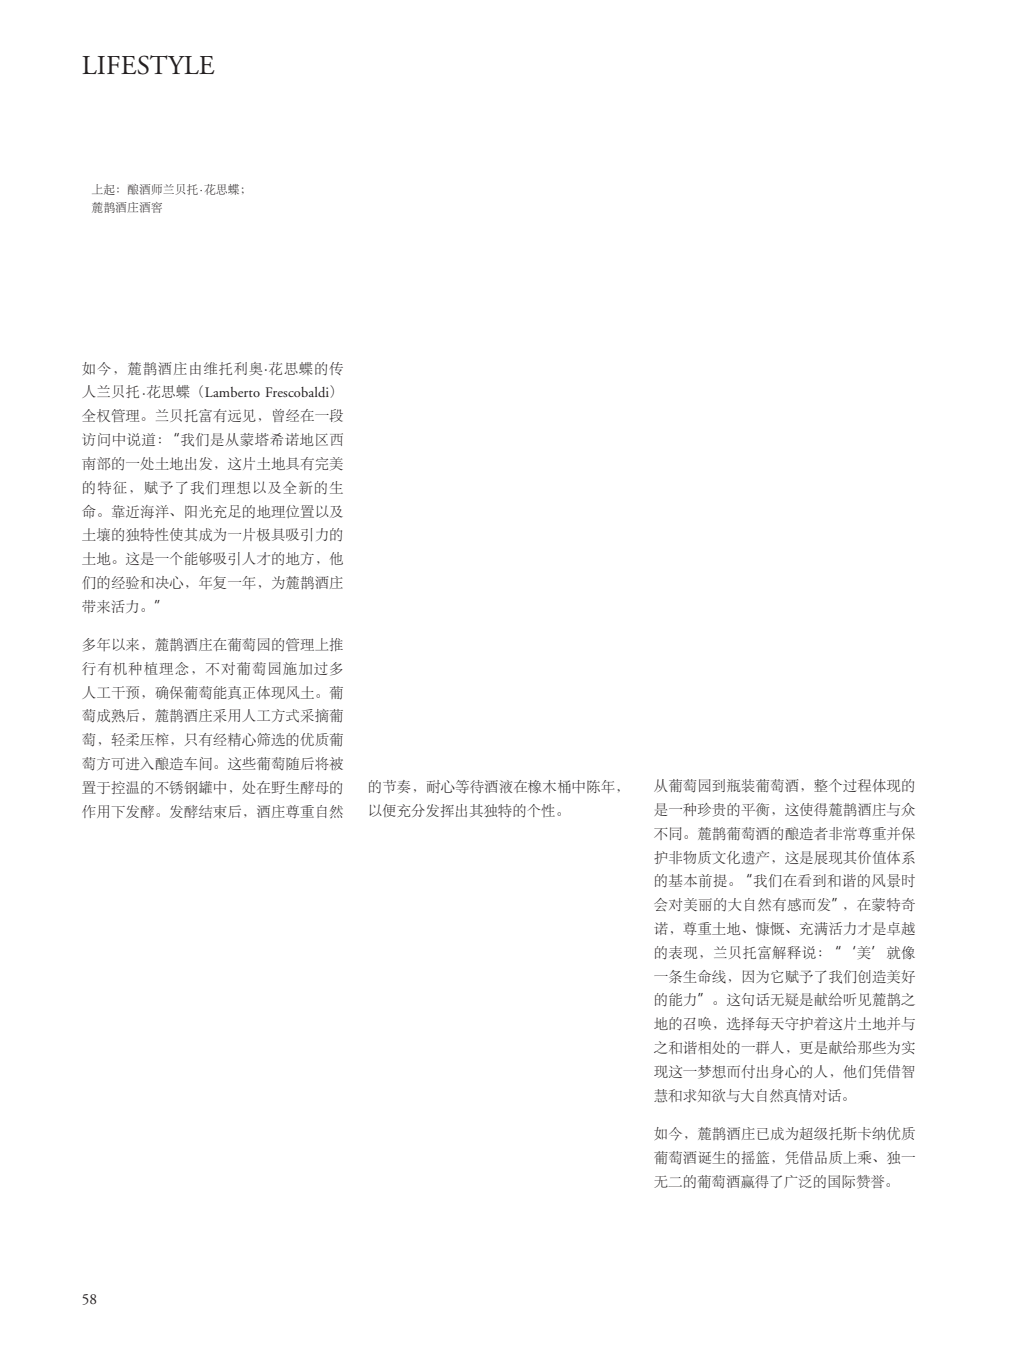 LIFESTYLE
上起：酿酒师兰贝托·花思蝶；
麓鹊酒庄酒窖
如今，麓鹊酒庄由维托利奥·花思蝶的传
人兰贝托·花思蝶（Lamberto Frescobaldi）
全权管理。兰贝托富有远见，曾经在一段
访问中说道："我们是从蒙塔希诺地区西
南部的一处土地出发，这片土地具有完美
的特征，赋予了我们理想以及全新的生
命。靠近海洋、阳光充足的地理位置以及
土壤的独特性使其成为一片极具吸引力的
土地。这是一个能够吸引人才的地方，他
们的经验和决心，年复一年，为麓鹊酒庄
带来活力。"
多年以来，麓鹊酒庄在葡萄园的管理上推
行有机种植理念，不对葡萄园施加过多
人工干预，确保葡萄能真正体现风土。葡
萄成熟后，麓鹊酒庄采用人工方式采摘葡
萄，轻柔压榨，只有经精心筛选的优质葡
萄方可进入酿造车间。这些葡萄随后将被
置于控温的不锈钢罐中，处在野生酵母的
作用下发酵。发酵结束后，酒庄尊重自然
的节奏，耐心等待酒液在橡木桶中陈年，
以便充分发挥出其独特的个性。
从葡萄园到瓶装葡萄酒，整个过程体现的
是一种珍贵的平衡，这使得麓鹊酒庄与众
不同。麓鹊葡萄酒的酿造者非常尊重并保
护非物质文化遗产，这是展现其价值体系
的基本前提。"我们在看到和谐的风景时
会对美丽的大自然有感而发"，在蒙特奇
诺，尊重土地、慷慨、充满活力才是卓越
的表现，兰贝托富解释说："'美'就像
一条生命线，因为它赋予了我们创造美好
的能力"。这句话无疑是献给听见麓鹊之
地的召唤，选择每天守护着这片土地并与
之和谐相处的一群人，更是献给那些为实
现这一梦想而付出身心的人，他们凭借智
慧和求知欲与大自然真情对话。
如今，麓鹊酒庄已成为超级托斯卡纳优质
葡萄酒诞生的摇篮，凭借品质上乘、独一
无二的葡萄酒赢得了广泛的国际赞誉。
58